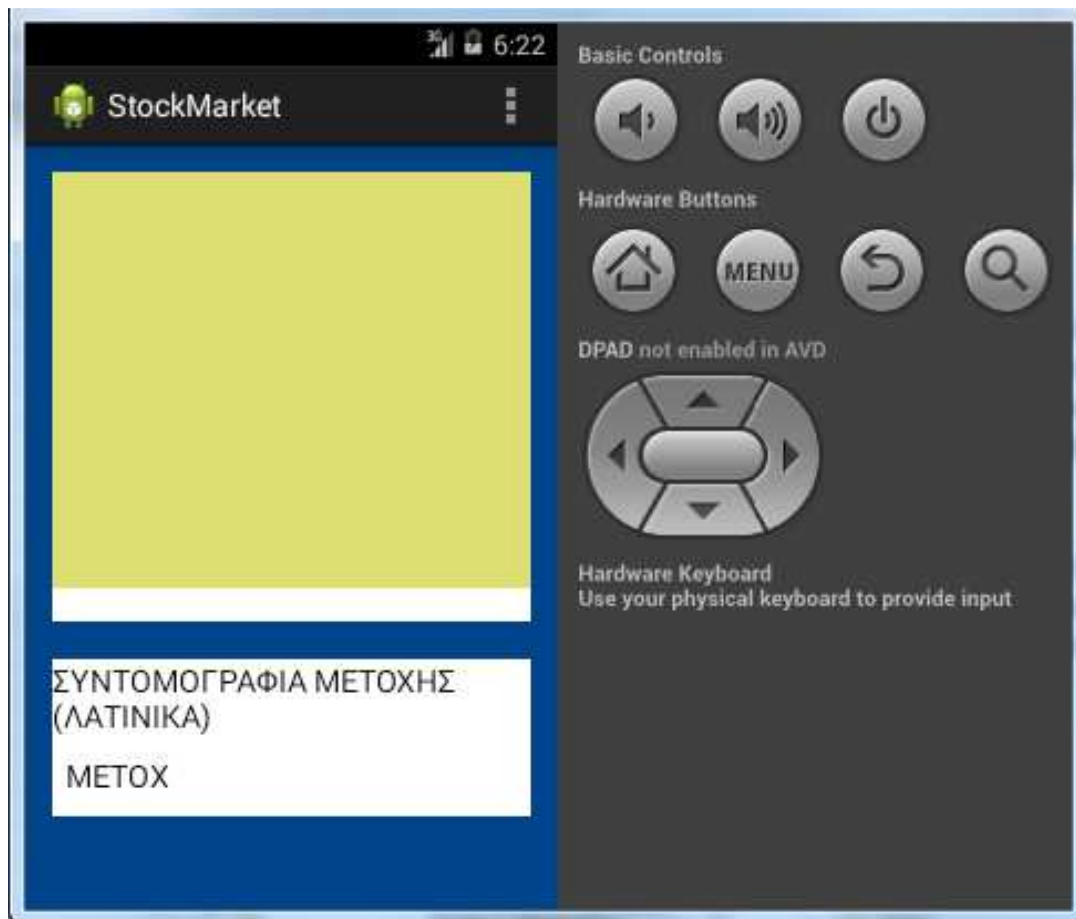 3G 6:22
StockMarket
ΣΥΝΤΟΜΟΓΡΑΦΙΑ ΜΕΤΟΧΗΣ
(ΛΑΤΙΝΙΚΑ)
ΜΕΤΟΧ
Basic Controls
Hardware Buttons
MENU
DPAD not enabled in AVD
Hardware Keyboard
Use your physical keyboard to provide input